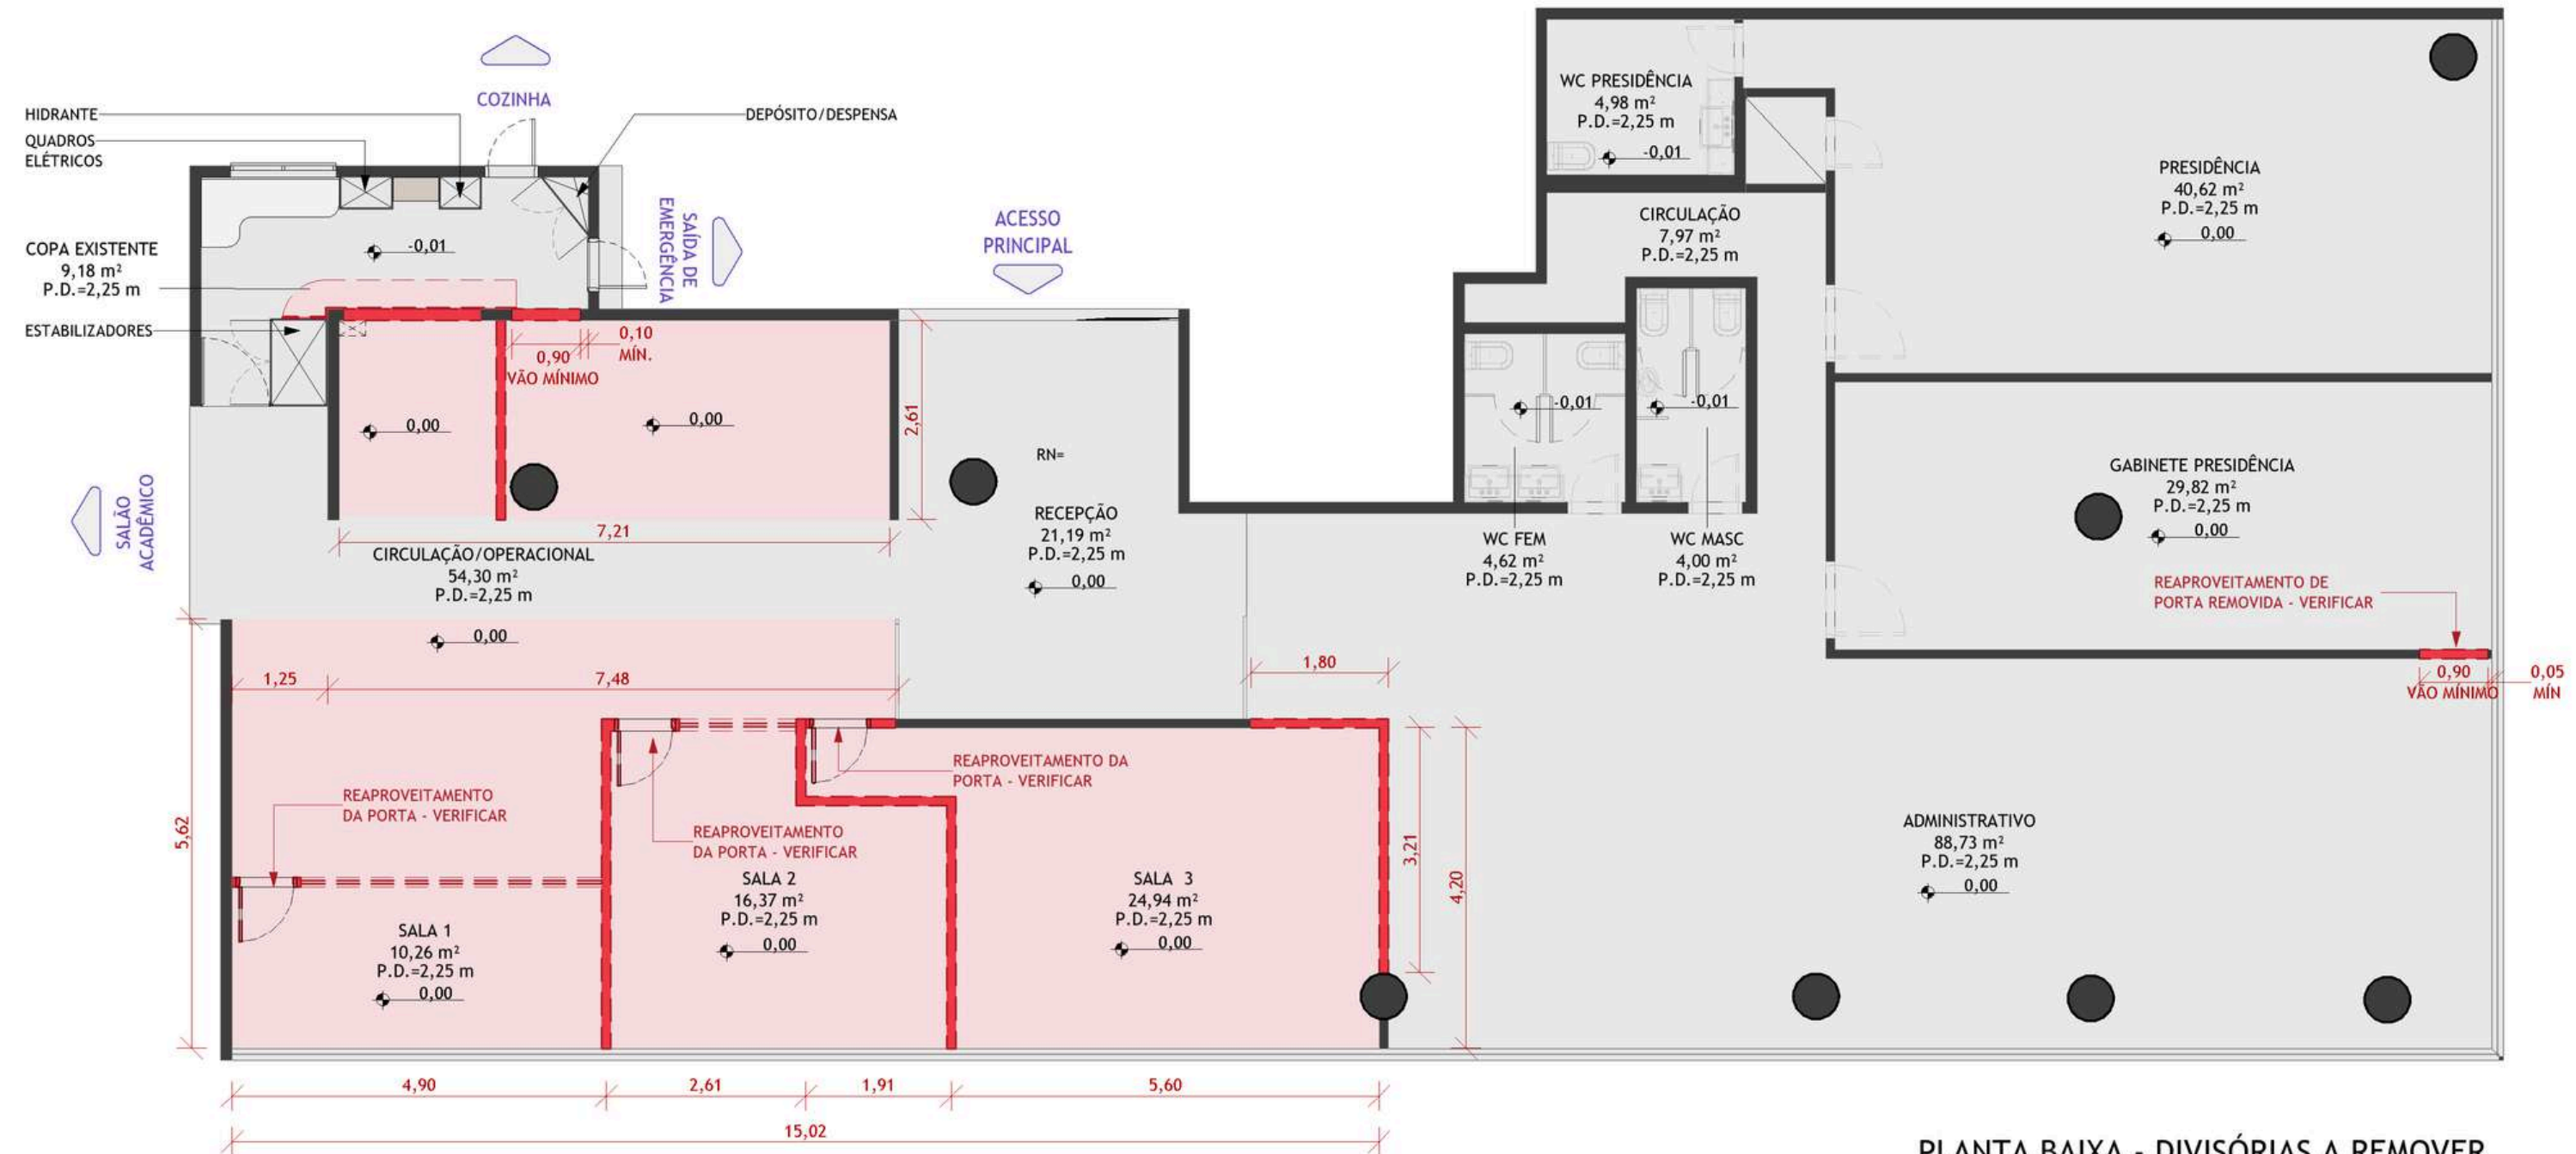 WC PRESIDÊNCIA
4,98 m²
P.D.=2,25 m
-0,01
COZINHA
HIDRANTE
QUADROS
ELÉTRICOS
DEPÓSITO/DESPENSA
PRESIDÊNCIA
40,62 m²
P.D.=2,25 m
0,00
SAÍDA DE
EMERGÊNCIA
ACESSO
PRINCIPAL
CIRCULAÇÃO
7,97 m²
P.D.=2,25 m
COPA EXISTENTE
9,18 m²
P.D.=2,25 m
-0,01
ESTABILIZADORES
0,10
MÍN.
0,90
VÃO MÍNIMO
0,00
0,00
2,61
-0,01
-0,01
RN=
RECEPÇÃO
21,19 m²
P.D.=2,25 m
0,00
GABINETE PRESIDÊNCIA
29,82 m²
P.D.=2,25 m
0,00
SALÃO
ACADÊMICO
7,21
CIRCULAÇÃO/OPERACIONAL
54,30 m²
P.D.=2,25 m
0,00
WC FEM
4,62 m²
P.D.=2,25 m
WC MASC
4,00 m²
P.D.=2,25 m
REAPROVEITAMENTO DE
PORTA REMOVIDA - VERIFICAR
0,90
VÃO MÍNIMO
0,05
MÍN
1,25
7,48
1,80
5,62
REAPROVEITAMENTO
DA PORTA - VERIFICAR
REAPROVEITAMENTO
DA PORTA - VERIFICAR
REAPROVEITAMENTO DA
PORTA - VERIFICAR
3,21
4,20
SALA 1
10,26 m²
P.D.=2,25 m
0,00
SALA 2
16,37 m²
P.D.=2,25 m
0,00
SALA 3
24,94 m²
P.D.=2,25 m
0,00
ADMINISTRATIVO
88,73 m²
P.D.=2,25 m
0,00
4,90
2,61
1,91
5,60
15,02
PLANTA BAIXA - DIVISÓRIAS A REMOVER